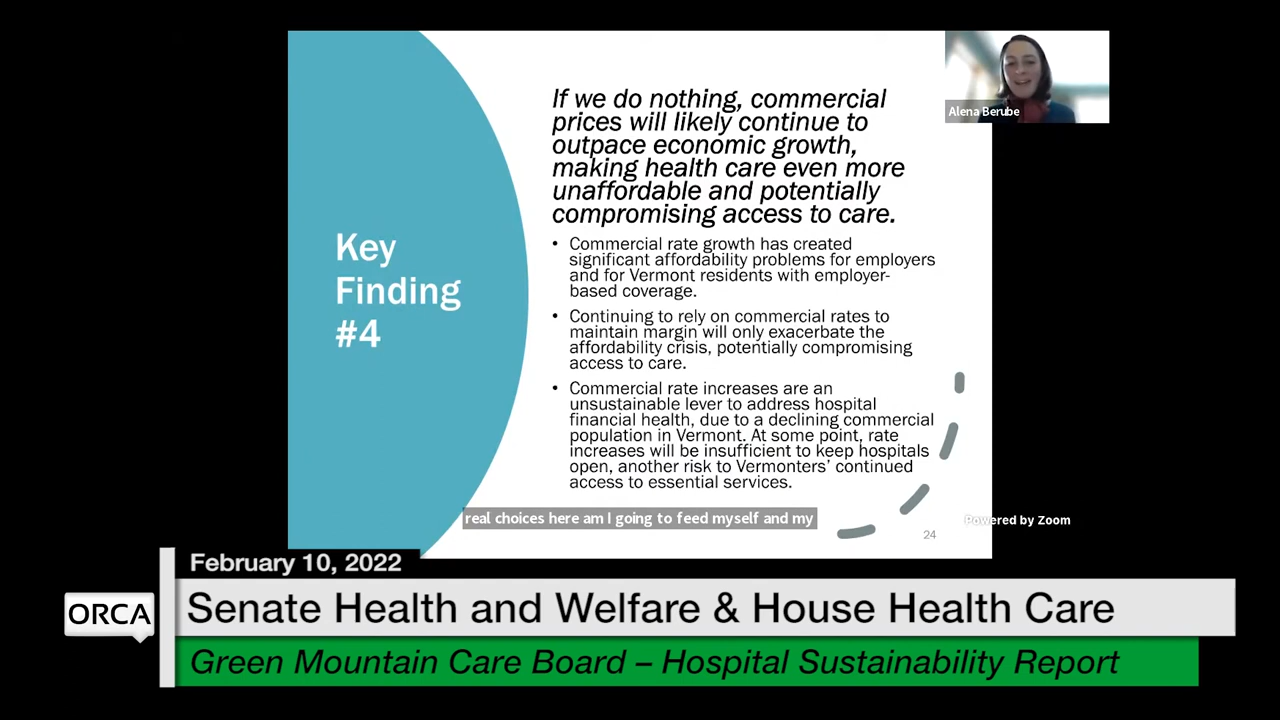 If we do nothing, commercial
prices will likely continue to
outpace economic growth,
making health care even more
unaffordable and potentially
compromising access to care.
Alena Berube
Key
Finding
#4
• Commercial rate growth has created
significant affordability problems for employers
and for Vermont residents with employer-
based coverage.
• Continuing to rely on commercial rates to
maintain margin will only exacerbate the
affordability crisis, potentially compromising
access to care.
• Commercial rate increases are an
unsustainable lever to address hospital
financial health, due to a declining commercial
population in Vermont. At some point, rate
increases will be insufficient to keep hospitals
open, another risk to Vermonters’ continued
access to essential services.
real choices here am I going to feed myself and my
24
Powered by Zoom
February 10, 2022
ORCA
Senate Health and Welfare & House Health Care
Green Mountain Care Board – Hospital Sustainability Report